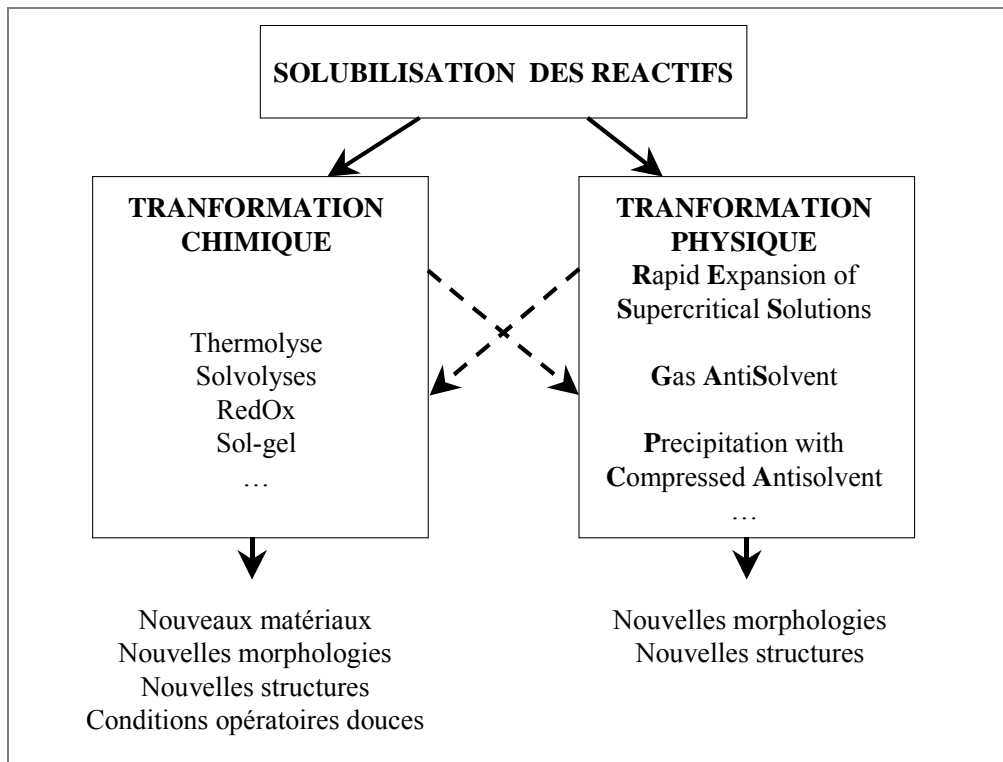 SOLUBILISATION DES REACTIFS
TRANFORMATION
CHIMIQUE
Thermolyse
Solvolyses
RedOx
Sol-gel
…
TRANFORMATION
PHYSIQUE
Rapid Expansion of
Supercritical Solutions
Gas AntiSolvent
Precipitation with
Compressed Antisolvent
…
Nouveaux matériaux
Nouvelles morphologies
Nouvelles structures
Conditions opératoires douces
Nouvelles morphologies
Nouvelles structures